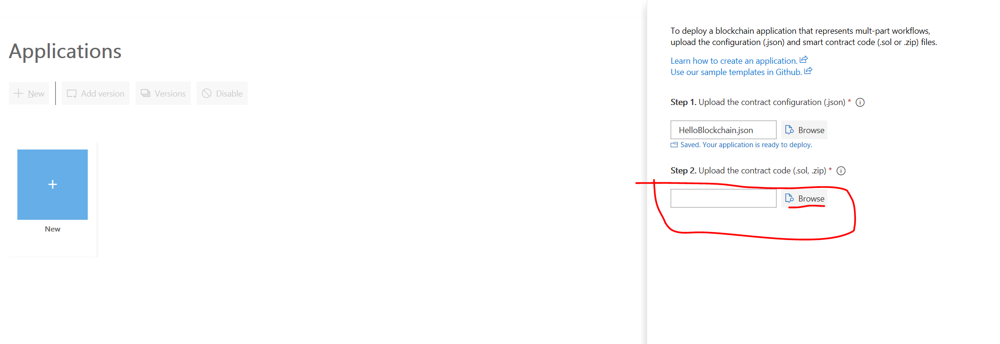 Applications
New
Add version
Versions
Disable
New
To deploy a blockchain application that represents mult-part workflows,
upload the configuration (.json) and smart contract code (.sol or .zip) files.
Learn how to create an application.
Use our sample templates in Github.
Step 1. Upload the contract configuration (.json) *
HelloBlockchain.json
Browse
Saved. Your application is ready to deploy.
Step 2. Upload the contract code (.sol, .zip) *
Browse